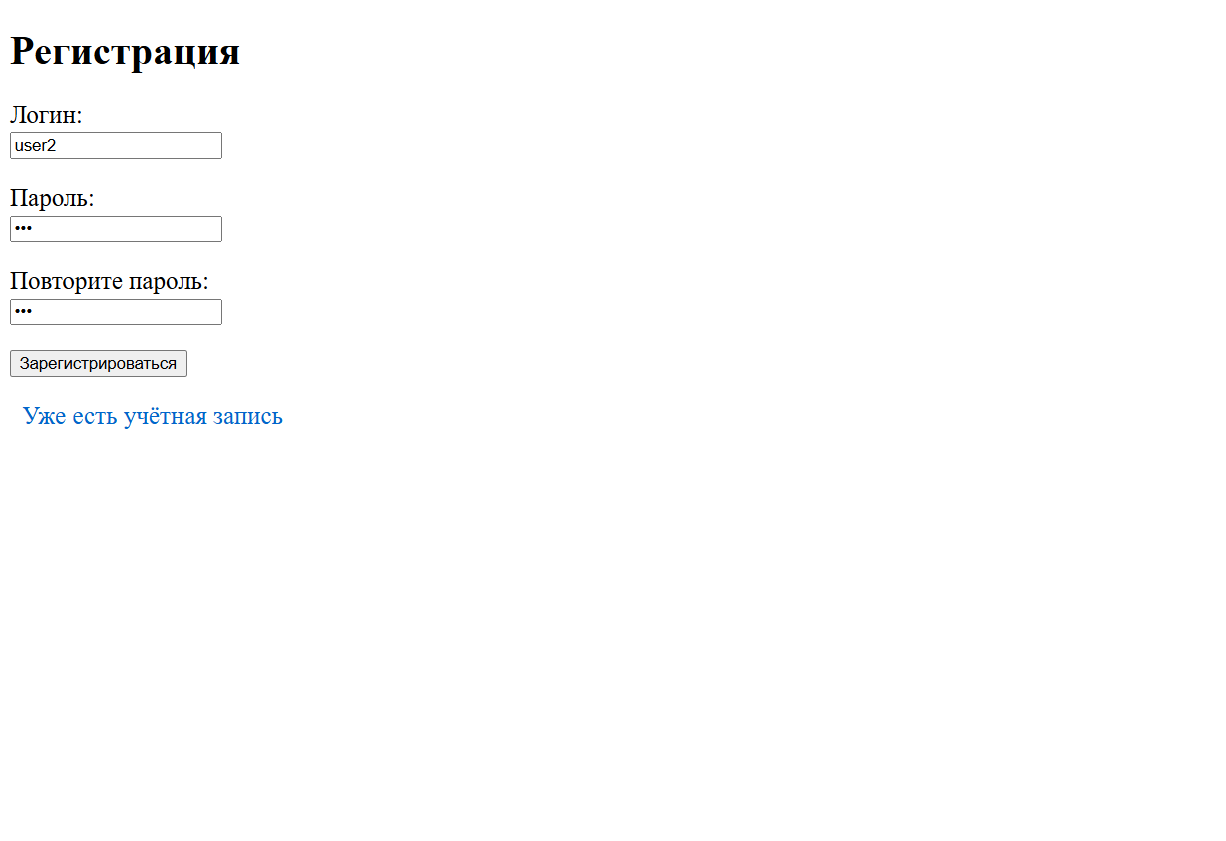 Регистрация
Логин:
user2
Пароль:
•••
Повторите пароль:
•••
Зарегистрироваться
Уже есть учётная запись